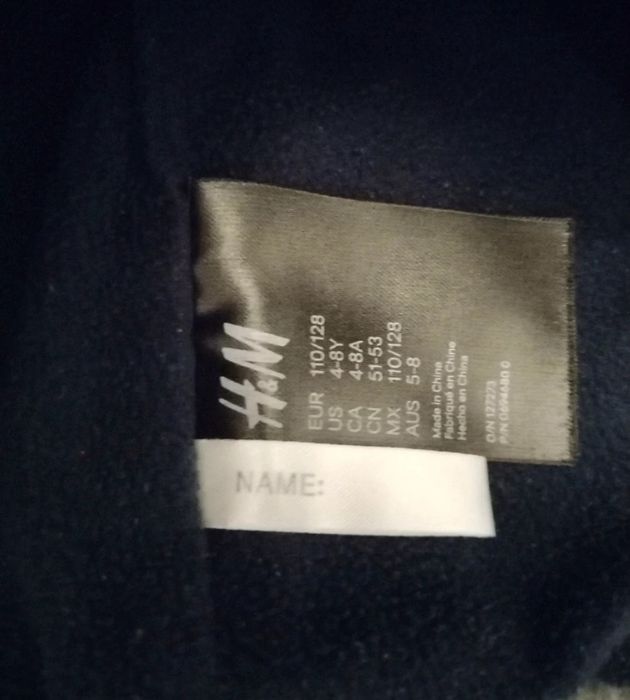 H&M
EUR 110/128
US 4-8Y
CA 4-8A
CN 51-53
MX 110/128
AUS 5-8
Made in China
Fabriqué en Chine
Hecho en China
O/N 127273
P/N
NAME: